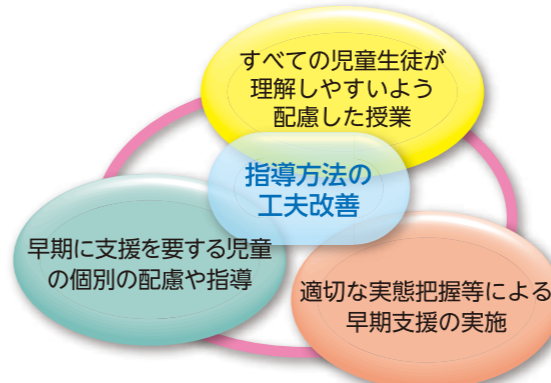 すべての児童生徒が
理解しやすいよう
配慮した授業
指導方法の
工夫改善
早期に支援を要する児童
の個別の配慮や指導
適切な実態把握等による
早期支援の実施